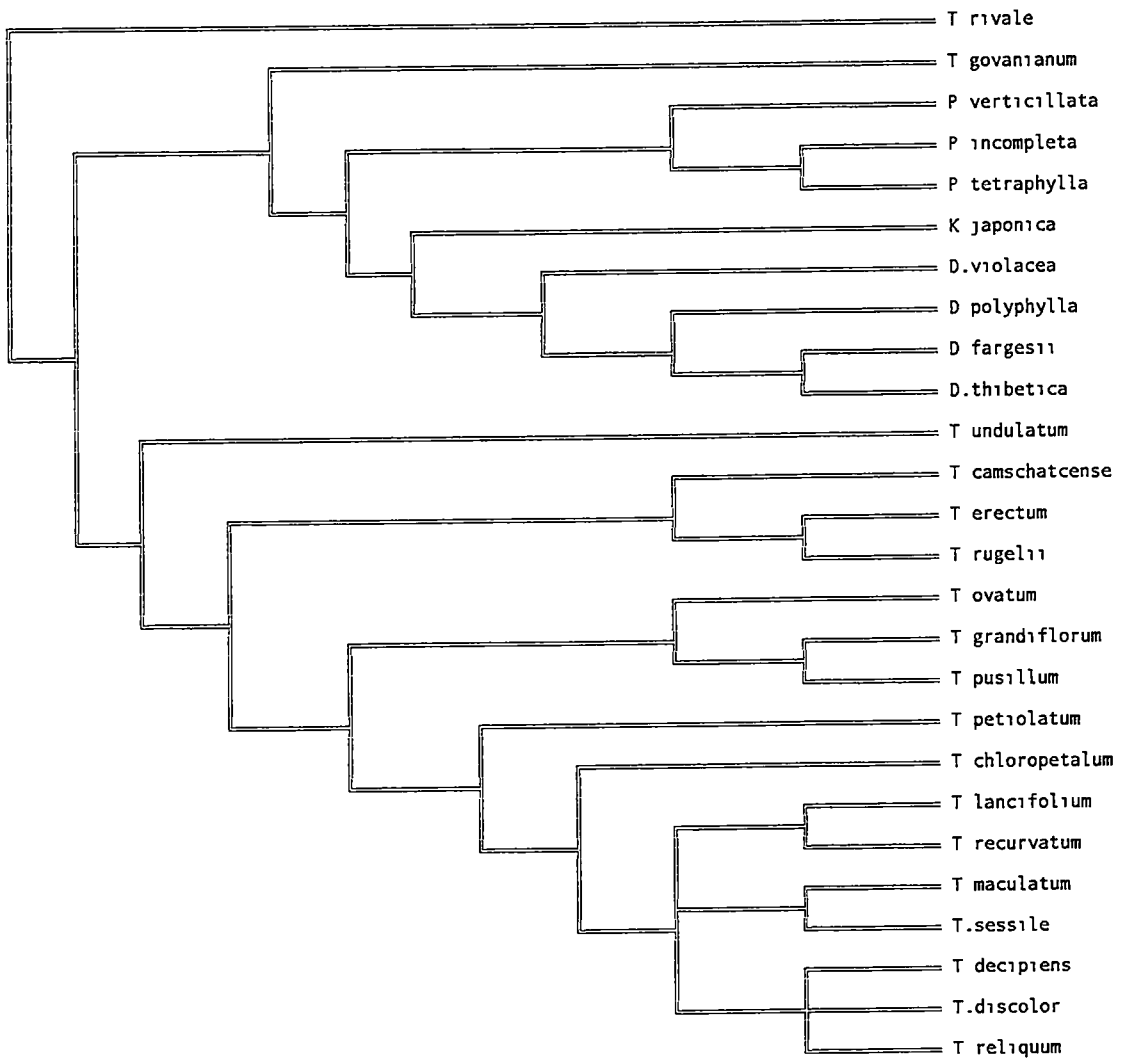 T rivale
T govanianum
P verticillata
P incompleta
P tetraphylla
K japonica
D.violacea
D polyphylla
D fargesii
D.thibetica
T undulatum
T camschatcense
T erectum
T rugelii
T ovatum
T grandiflorum
T pusillum
T petiolatum
T chloropetalum
T lancifolium
T recurvatum
T maculatum
T.sessile
T decipiens
T.discolor
T reliquum